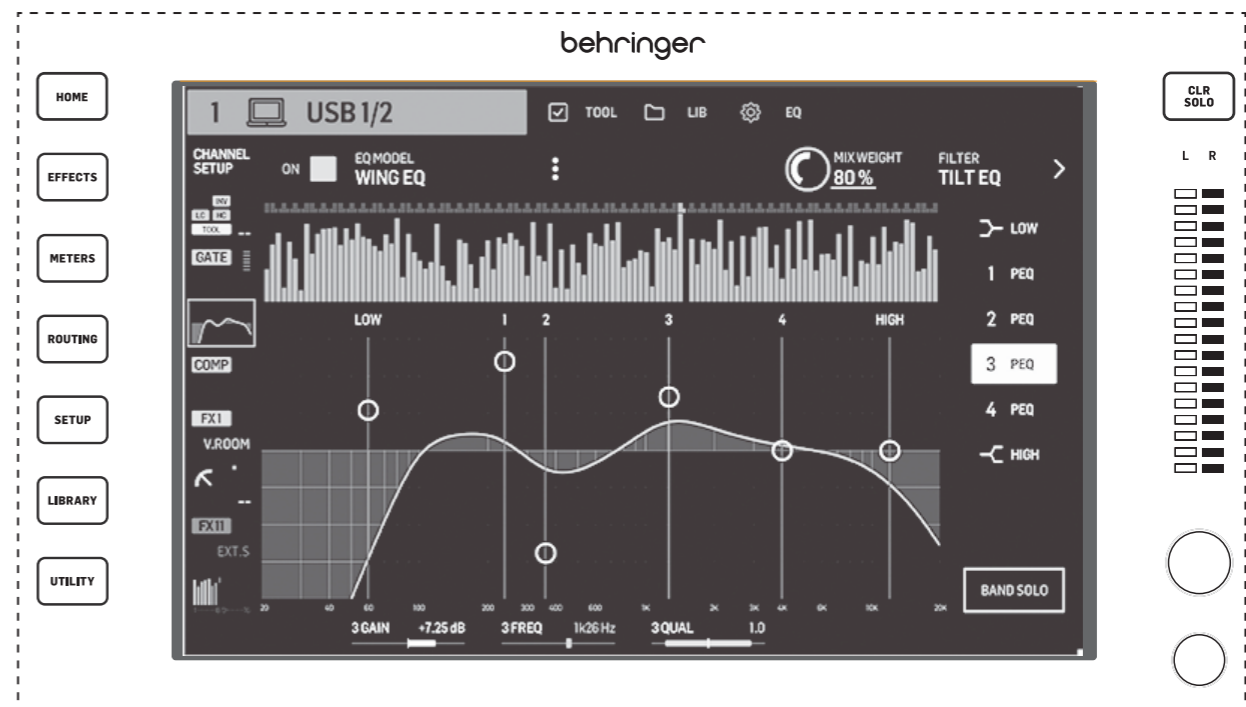 behringer
HOME
EFFECTS
METERS
ROUTING
SETUP
LIBRARY
UTILITY
1 USB 1/2 TOOL LIB EQ
CHANNEL
SETUP
ON
EQ MODEL
WING EQ
MIX WEIGHT
80 %
FILTER
TILT EQ
INV
LC HC
TOOL --
GATE
COMP
FX1
V.ROOM
--
FX11
EXT.S
LOW 1 2 3 4 HIGH
20 40 60 100 200 300 400 600 1K 2K 3K 4K 6K 10K 20K
3 GAIN +7.25 dB 3 FREQ 1k26 Hz 3 QUAL 1.0
LOW
1 PEQ
2 PEQ
3 PEQ
4 PEQ
HIGH
BAND SOLO
CLR
SOLO
L R